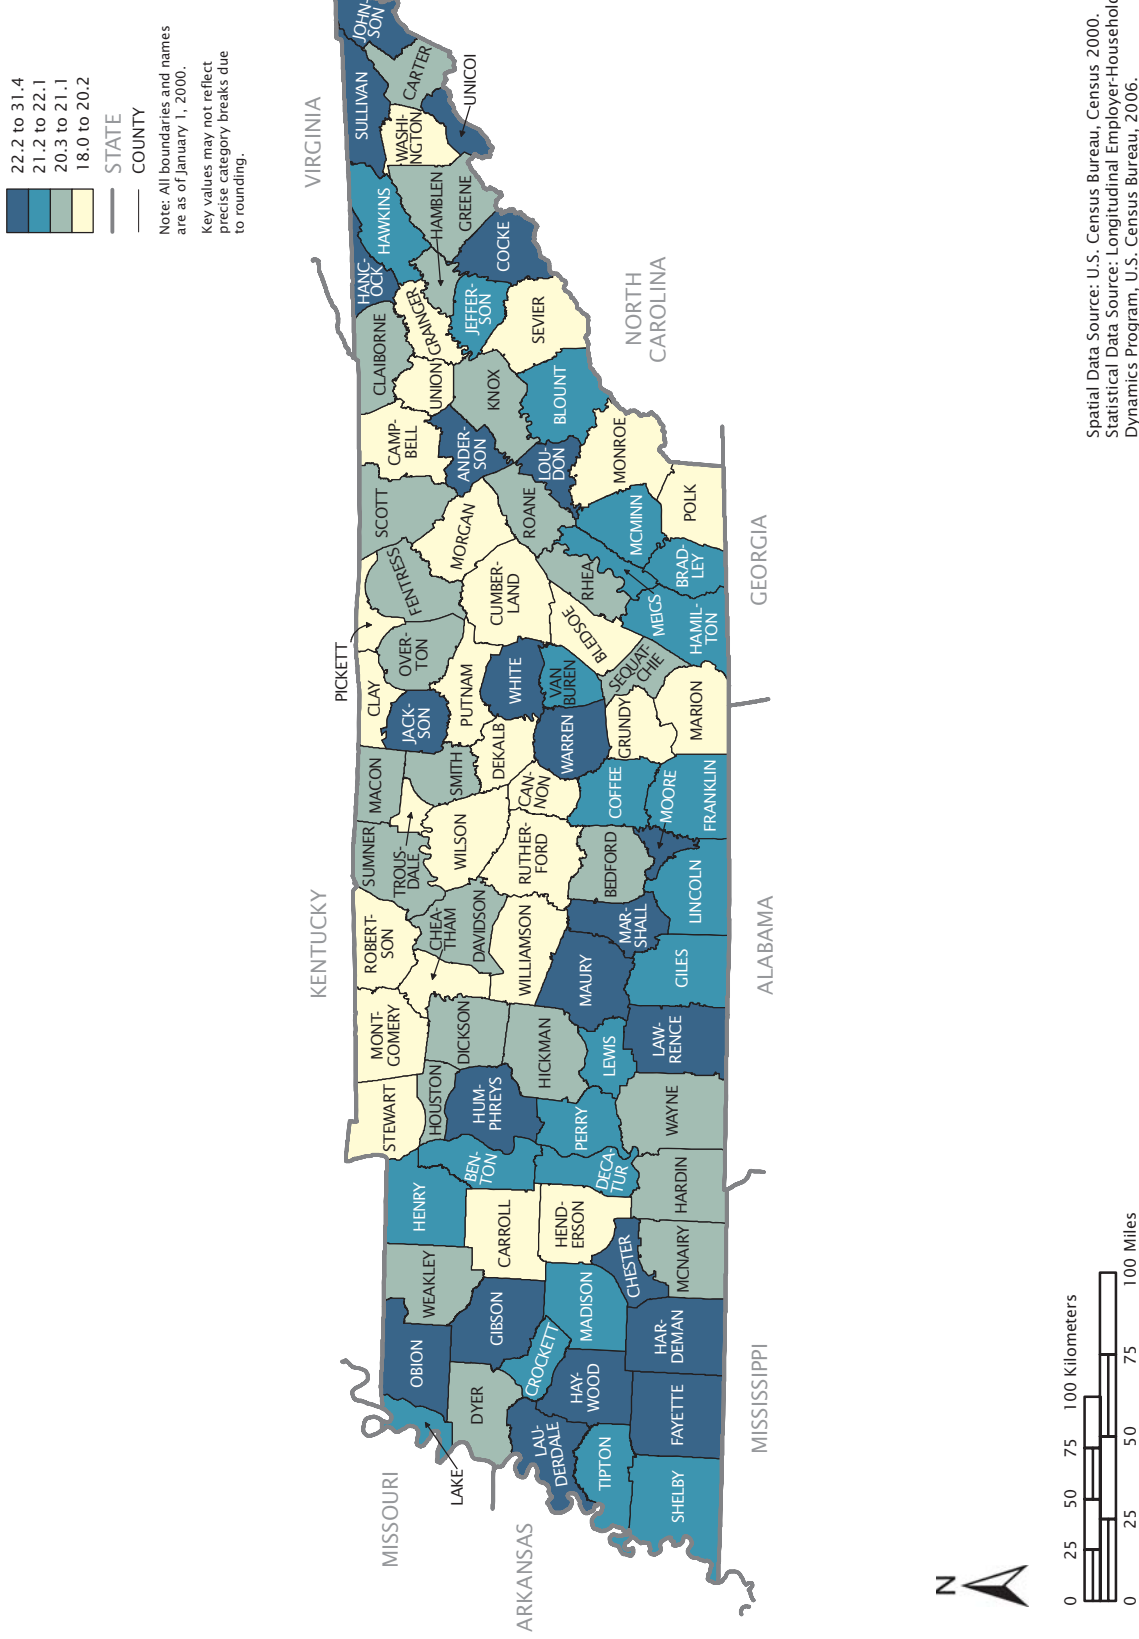 22.2 to 31.4
21.2 to 22.1
20.3 to 21.1
18.0 to 20.2
STATE
COUNTY
Note: All boundaries and names
are as of January 1, 2000.
Key values may not reflect
precise category breaks due
to rounding.
MISSOURI
KENTUCKY
VIRGINIA
ARKANSAS
MISSISSIPPI
ALABAMA
GEORGIA
NORTH
CAROLINA
LAKE
OBION
WEAKLEY
HENRY
STEWART
MONT-
GOMERY
ROBERT-
SON
SUMNER
TROUS-
DALE
MACON
CLAY
PICKETT
SCOTT
CAMP-
BELL
CLAIBORNE
HANC-
OCK
HAWKINS
SULLIVAN
JOHN-
SON
CARTER
UNICOI
WASHI-
NGTON
GREENE
HAMBLEN
COCKE
JEFFER-
SON
GRAINGER
UNION
SEVIER
KNOX
BLOUNT
ANDER-
SON
LOU-
DON
MONROE
ROANE
MORGAN
FENTRESS
OVER-
TON
JACK-
SON
PUTNAM
CUMBER-
LAND
WHITE
VAN
BUREN
BLEDSOE
RHEA
MEIGS
MCMINN
POLK
BRAD-
LEY
HAMIL-
TON
SEQUAT-
CHIE
MARION
GRUNDY
WARREN
DEKALB
SMITH
CAN-
NON
WILSON
RUTHER-
FORD
COFFEE
MOORE
FRANKLIN
BEDFORD
LINCOLN
MAR-
SHALL
DAVIDSON
CHEA-
THAM
WILLIAMSON
MAURY
GILES
LAW-
RENCE
LEWIS
HICKMAN
DICKSON
HOUSTON
HUM-
PHREYS
PERRY
WAYNE
BEN-
TON
DECA-
TUR
HARDIN
CARROLL
HEND-
ERSON
CHESTER
MCNAIRY
GIBSON
MADISON
CROCKETT
DYER
HAY-
WOOD
HAR-
DEMAN
LAU-
DERDALE
TIPTON
FAYETTE
SHELBY
N
0 25 50 75 100 Kilometers
0 25 50 75 100 Miles
Spatial Data Source: U.S. Census Bureau, Census 2000.
Statistical Data Source: Longitudinal Employer-Household
Dynamics Program, U.S. Census Bureau, 2006.